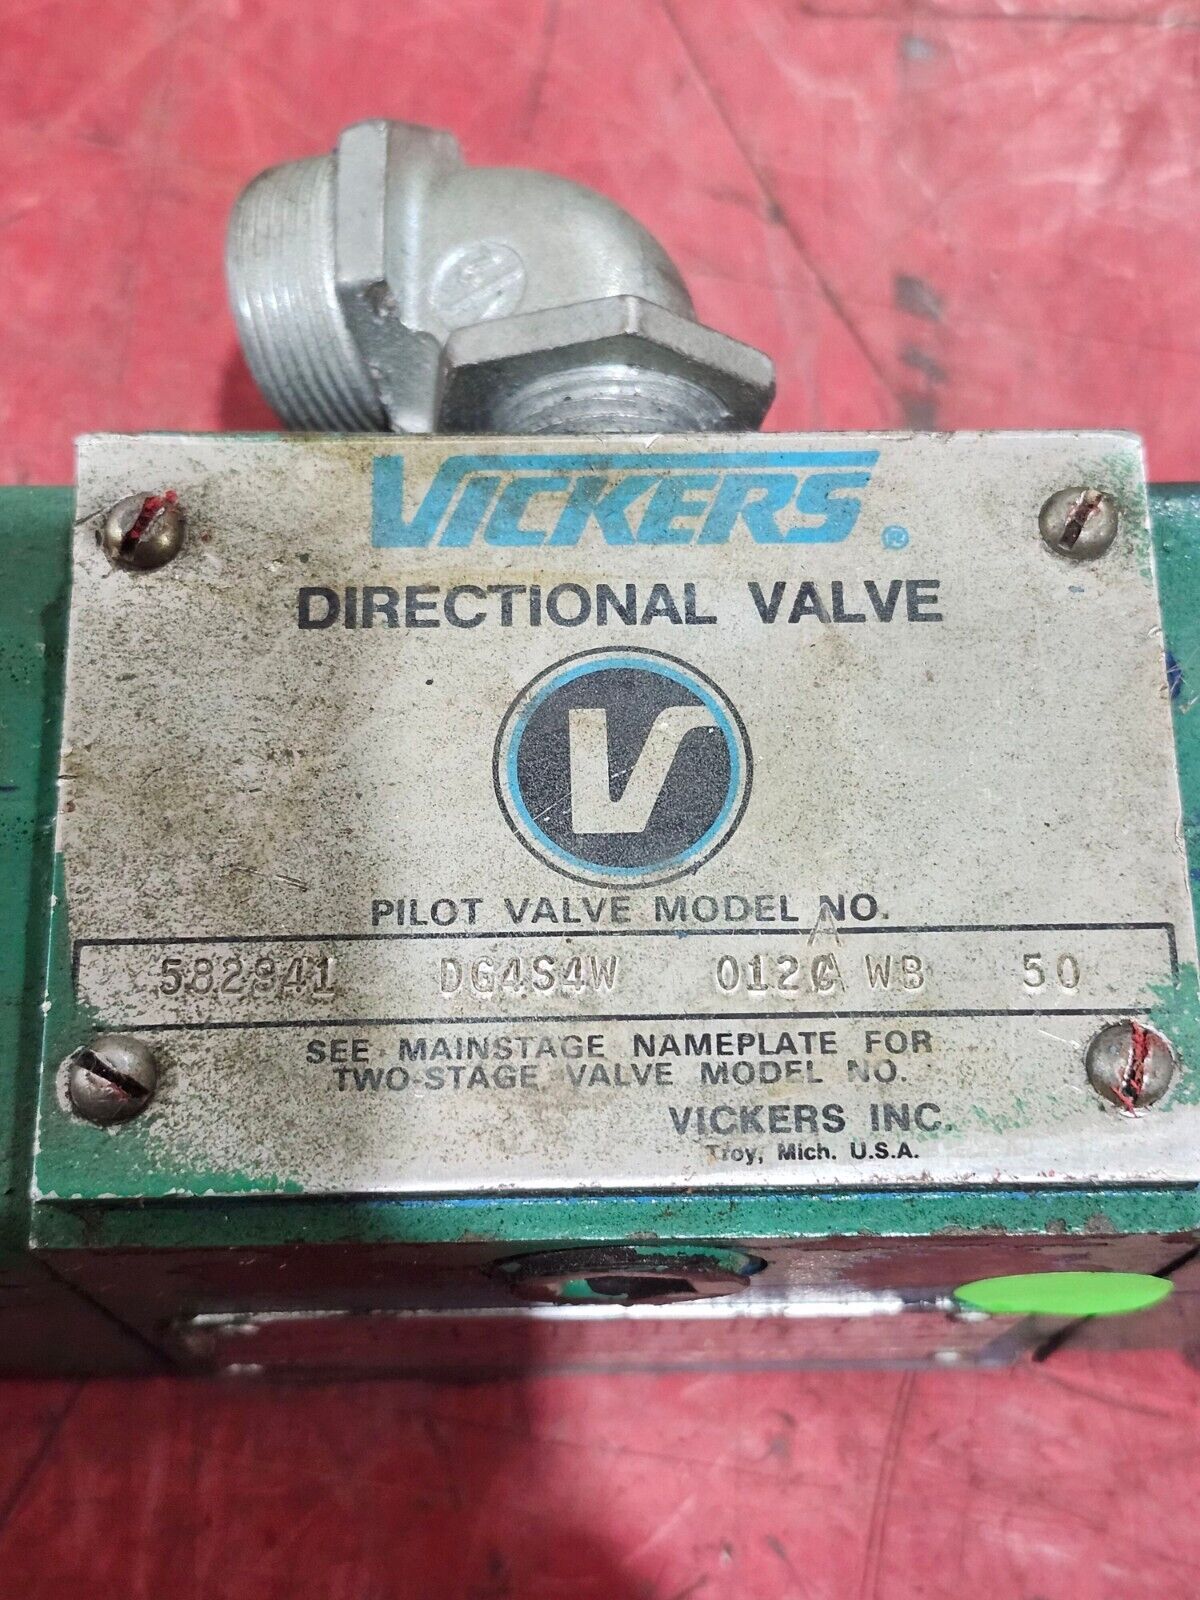 VICKERS®
DIRECTIONAL VALVE
V
PILOT VALVE MODEL NO.
582941 DG4S4W 012 WB 50
A
SEE MAINSTAGE NAMEPLATE FOR
TWO-STAGE VALVE MODEL NO.
VICKERS INC.
Troy, Mich. U.S.A.